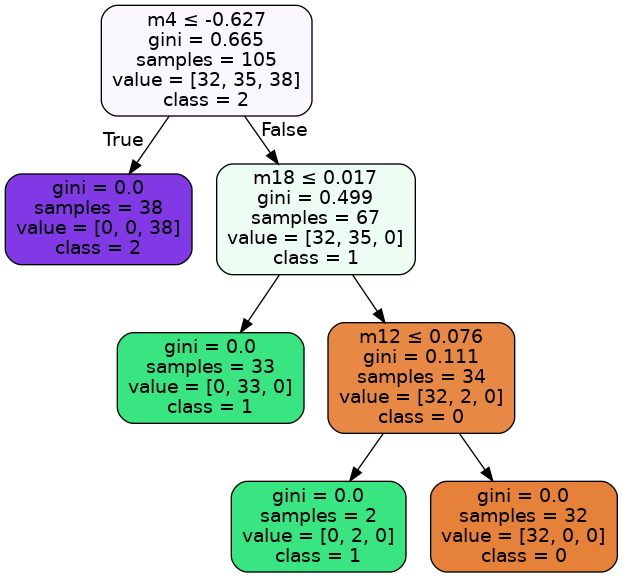 m4 ≤ -0.627
gini = 0.665
samples = 105
value = [32, 35, 38]
class = 2
True
False
gini = 0.0
samples = 38
value = [0, 0, 38]
class = 2
m18 ≤ 0.017
gini = 0.499
samples = 67
value = [32, 35, 0]
class = 1
gini = 0.0
samples = 33
value = [0, 33, 0]
class = 1
m12 ≤ 0.076
gini = 0.111
samples = 34
value = [32, 2, 0]
class = 0
gini = 0.0
samples = 2
value = [0, 2, 0]
class = 1
gini = 0.0
samples = 32
value = [32, 0, 0]
class = 0